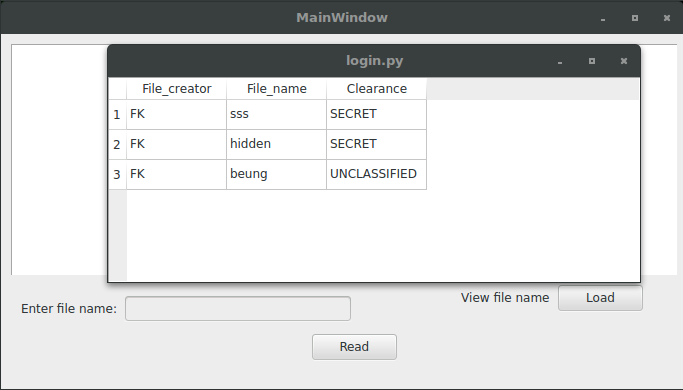 MainWindow
login.py
File_creator File_name Clearance
1 FK sss SECRET
2 FK hidden SECRET
3 FK beung UNCLASSIFIED
View file name Load
Enter file name:
Read